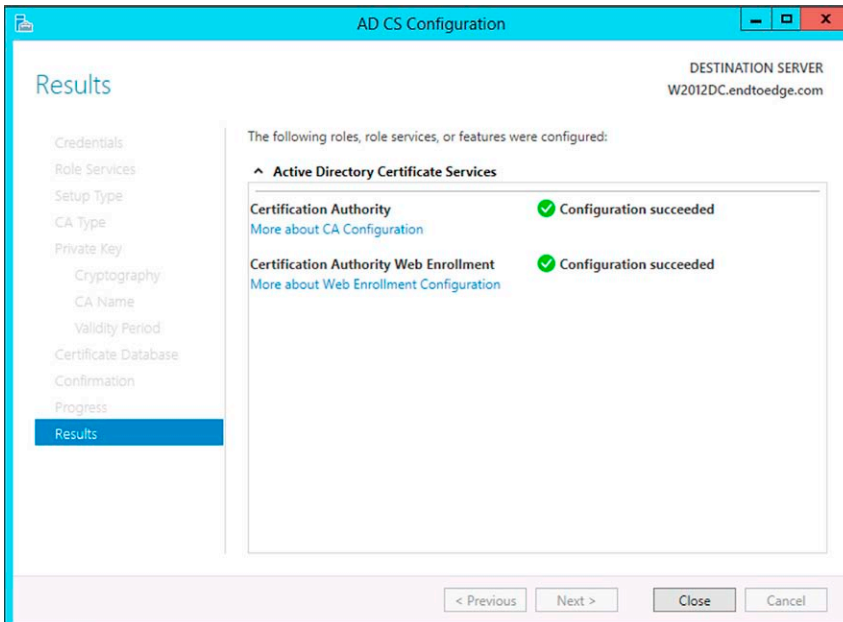 AD CS Configuration
DESTINATION SERVER
W2012DC.endtoedge.com
Results
Credentials
Role Services
Setup Type
CA Type
Private Key
Cryptography
CA Name
Validity Period
Certificate Database
Confirmation
Progress
Results
The following roles, role services, or features were configured:
Active Directory Certificate Services
Certification Authority Configuration succeeded
More about CA Configuration
Certification Authority Web Enrollment Configuration succeeded
More about Web Enrollment Configuration
< Previous Next > Close Cancel